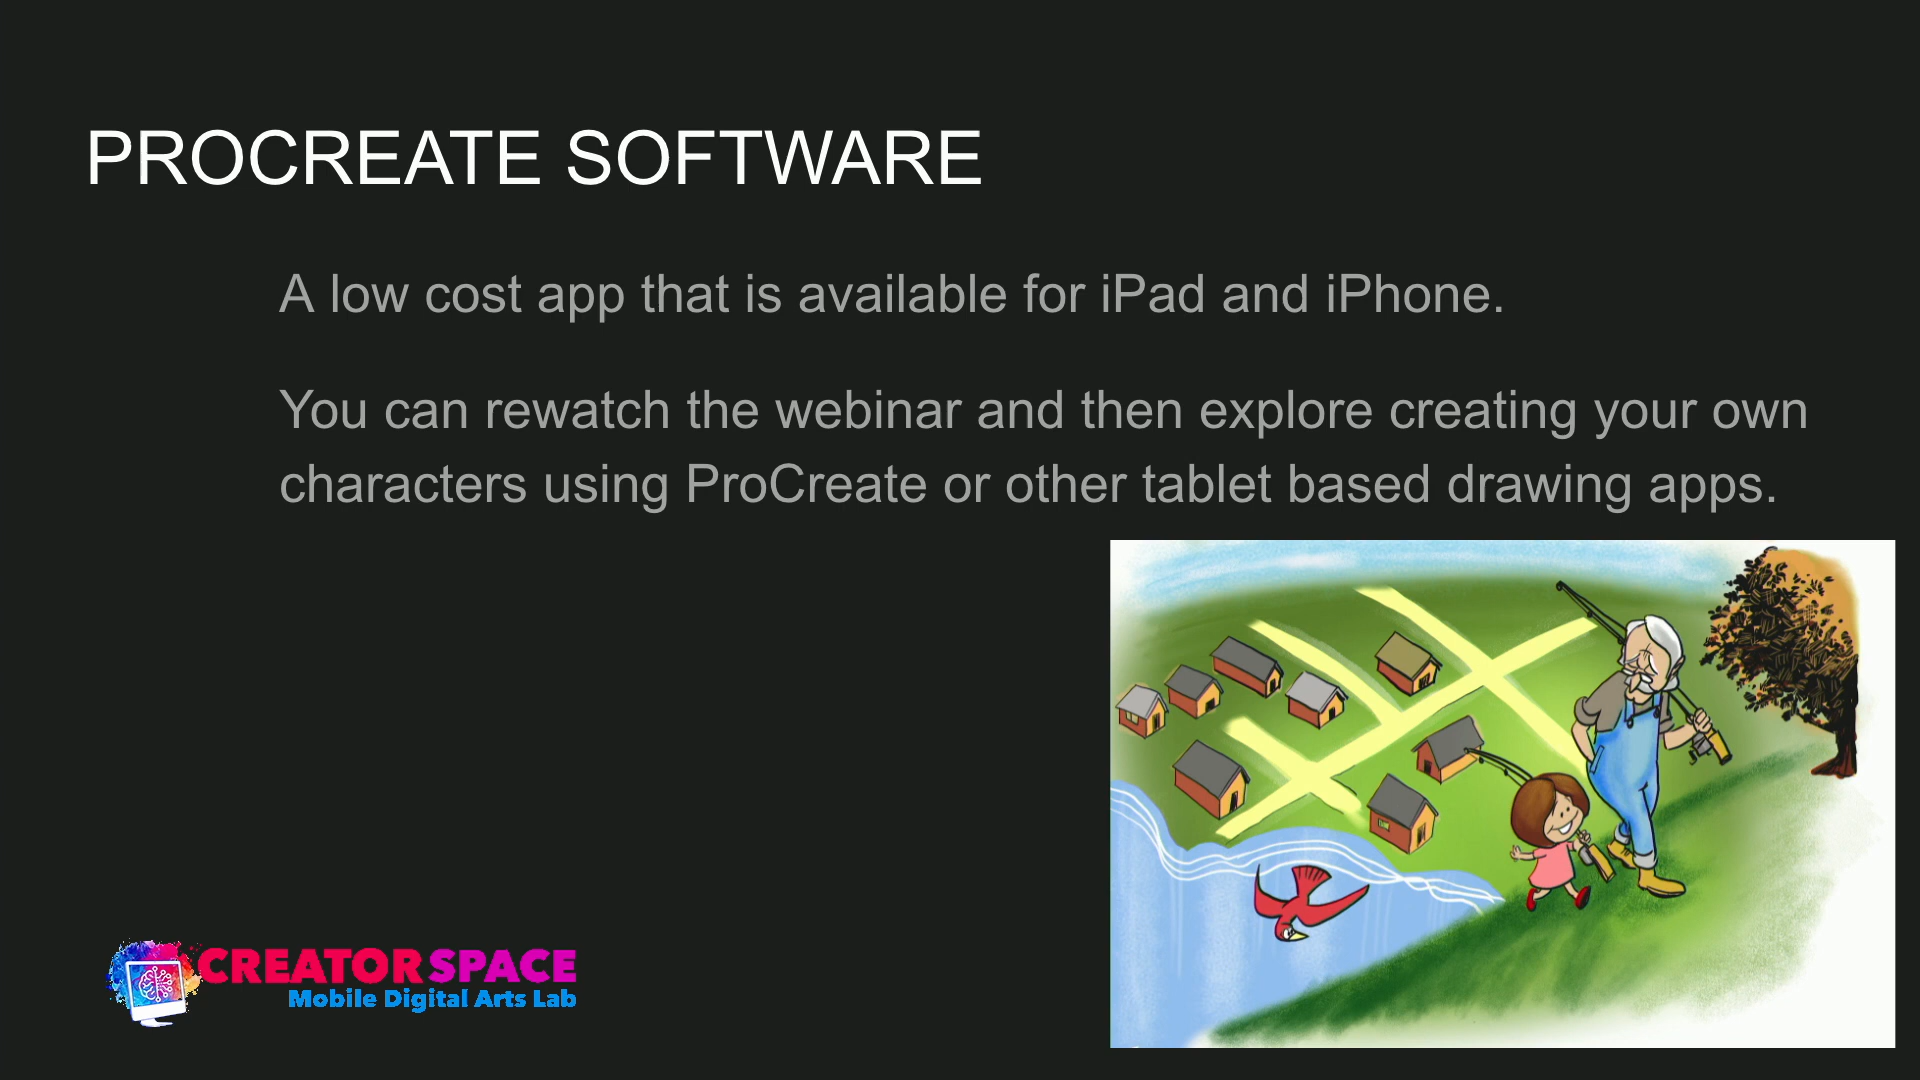 PROCREATE SOFTWARE
A low cost app that is available for iPad and iPhone.
You can rewatch the webinar and then explore creating your own
characters using ProCreate or other tablet based drawing apps.
CREATORSPACE
Mobile Digital Arts Lab